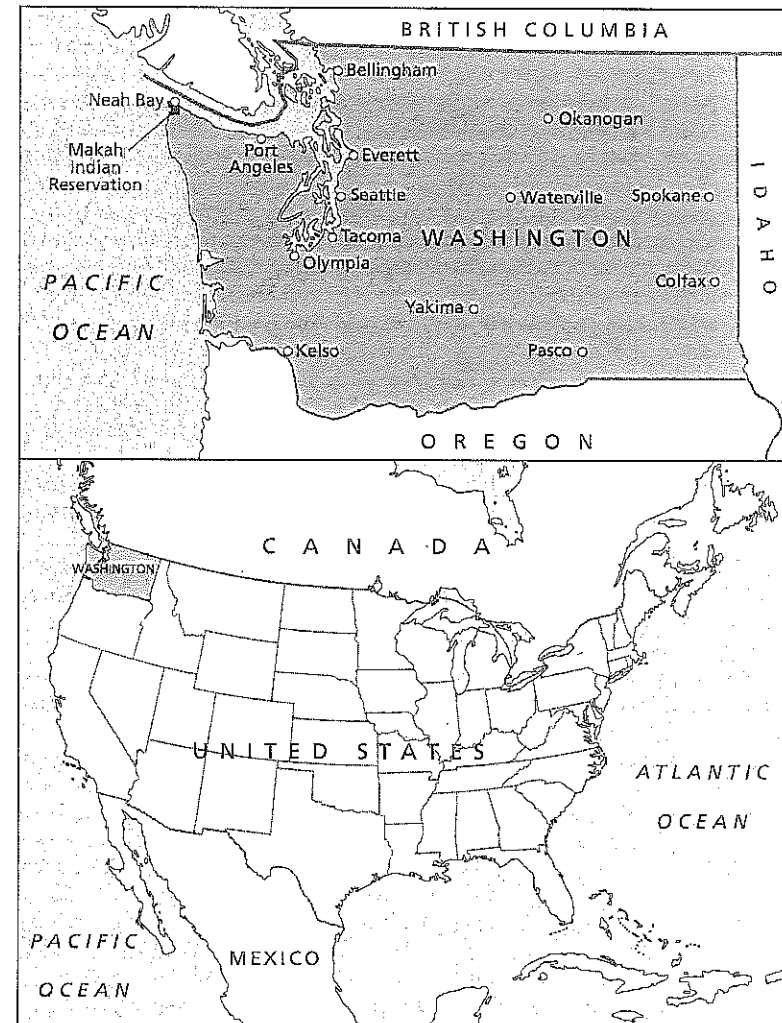 BRITISH COLUMBIA
Bellingham
Neah Bay
Okanogan
Makah
Indian
Reservation
Port
Angeles
Everett
Seattle
Waterville
Spokane
IDAHO
Tacoma
WASHINGTON
Olympia
PACIFIC
OCEAN
Colfax
Yakima
Kelso
Pasco
OREGON
CANADA
WASHINGTON
UNITED STATES
ATLANTIC
OCEAN
PACIFIC
OCEAN
MEXICO